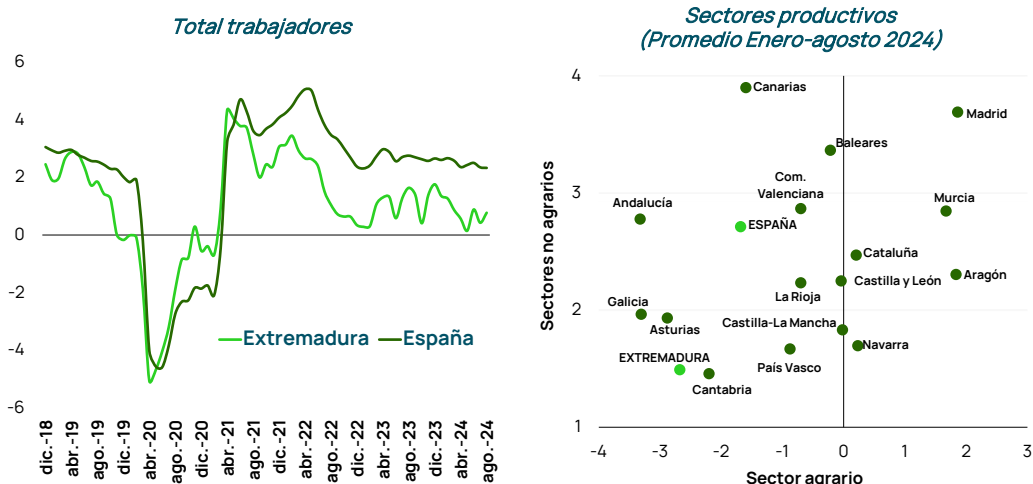 Total trabajadores
6
4
2
0
-2
-4
-6
Extremadura
España
dic.-18
abr.-19
ago.-19
dic.-19
abr.-20
ago.-20
dic.-20
abr.-21
ago.-21
dic.-21
abr.-22
ago.-22
dic.-22
abr.-23
ago.-23
dic.-23
abr.-24
ago.-24
Sectores productivos
(Promedio Enero-agosto 2024)
Sectores no agrarios
4
3
2
1
Canarias
Madrid
Baleares
Com.
Valenciana
Andalucía
Murcia
ESPAÑA
Cataluña
Castilla y León
Aragón
La Rioja
Galicia
Asturias
Castilla-La Mancha
Navarra
EXTREMADURA
País Vasco
Cantabria
-4
-3
-2
-1
0
1
2
3
Sector agrario